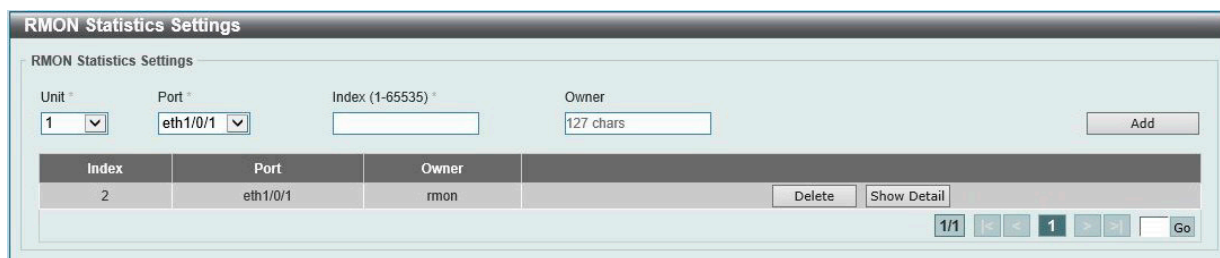 RMON Statistics Settings
RMON Statistics Settings
Unit * Port * Index (1-65535) * Owner
1 eth1/0/1 127 chars Add
Index Port Owner
2 eth1/0/1 rmon Delete Show Detail
1/1 |< < 1 > >| Go